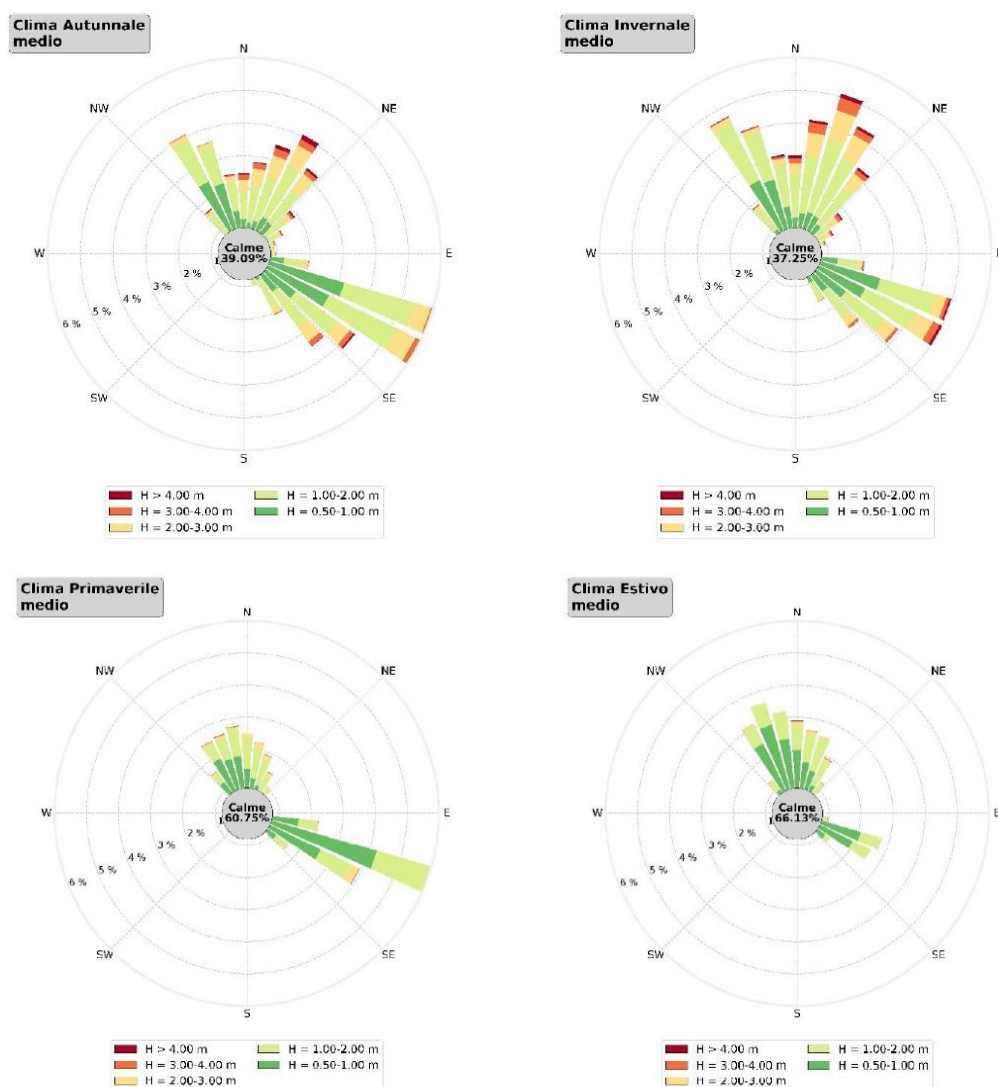 Clima Autunnale
medio
N
NW
NE
W
E
Calme
39.09%
2 %
3 %
4 %
5 %
6 %
SW
SE
S
H > 4.00 m
H = 3.00-4.00 m
H = 2.00-3.00 m
H = 1.00-2.00 m
H = 0.50-1.00 m
Clima Invernale
medio
N
NW
NE
W
E
Calme
37.25%
2 %
3 %
4 %
5 %
6 %
SW
SE
S
H > 4.00 m
H = 3.00-4.00 m
H = 2.00-3.00 m
H = 1.00-2.00 m
H = 0.50-1.00 m
Clima Primaverile
medio
N
NW
NE
W
E
Calme
60.75%
2 %
3 %
4 %
5 %
6 %
SW
SE
S
H > 4.00 m
H = 3.00-4.00 m
H = 2.00-3.00 m
H = 1.00-2.00 m
H = 0.50-1.00 m
Clima Estivo
medio
N
NW
NE
W
E
Calme
66.13%
2 %
3 %
4 %
5 %
6 %
SW
SE
S
H > 4.00 m
H = 3.00-4.00 m
H = 2.00-3.00 m
H = 1.00-2.00 m
H = 0.50-1.00 m